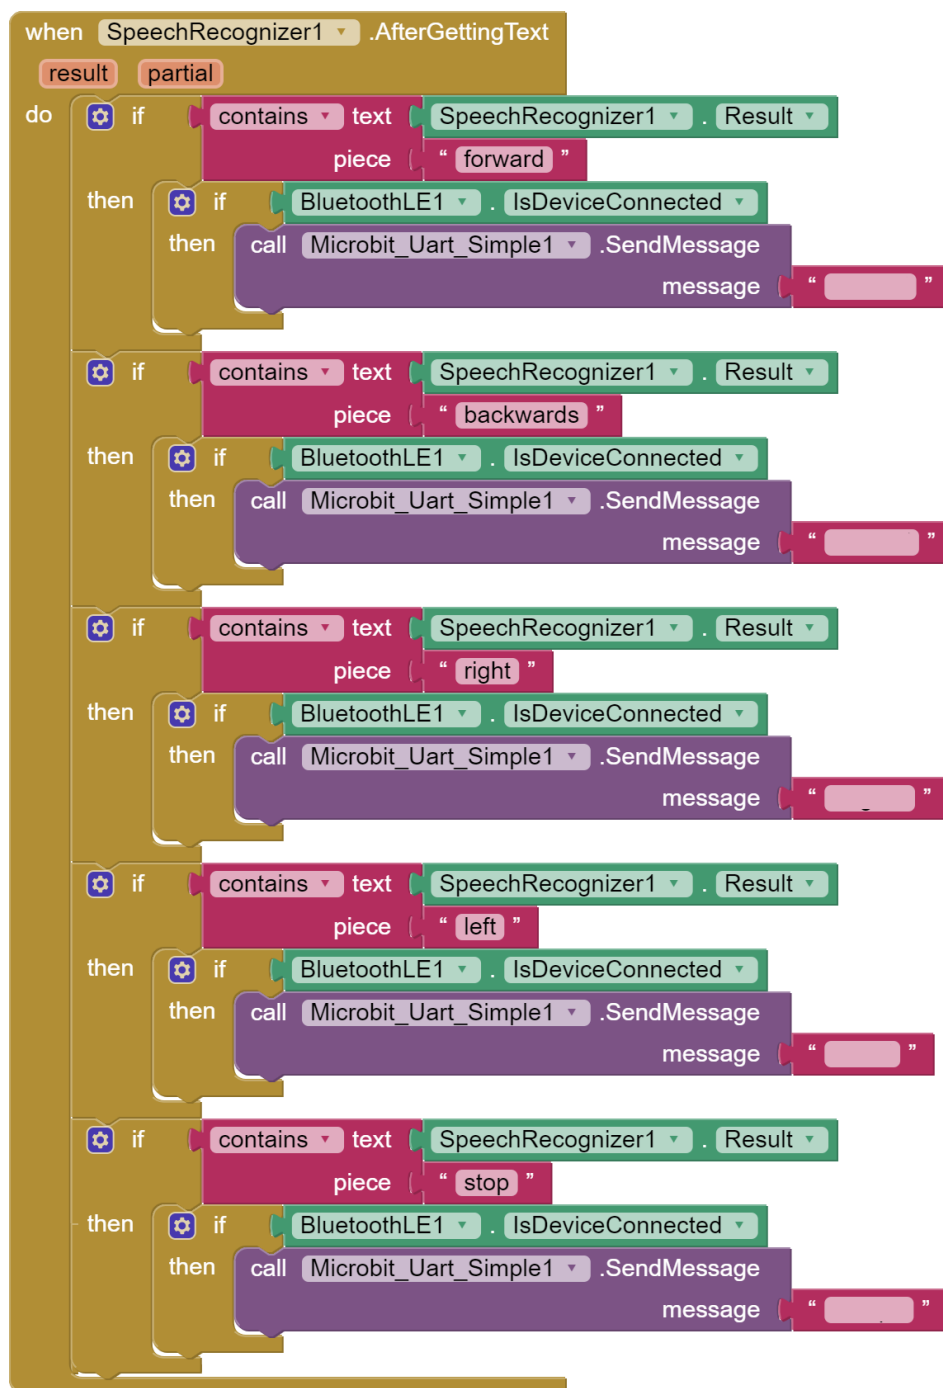 when SpeechRecognizer1 .AfterGettingText
result partial
do if contains text SpeechRecognizer1 . Result
piece “ forward ”
then if BluetoothLE1 . IsDeviceConnected
then call Microbit_Uart_Simple1 .SendMessage
message “ ”
if contains text SpeechRecognizer1 . Result
piece “ backwards ”
then if BluetoothLE1 . IsDeviceConnected
then call Microbit_Uart_Simple1 .SendMessage
message “ ”
if contains text SpeechRecognizer1 . Result
piece “ right ”
then if BluetoothLE1 . IsDeviceConnected
then call Microbit_Uart_Simple1 .SendMessage
message “ ”
if contains text SpeechRecognizer1 . Result
piece “ left ”
then if BluetoothLE1 . IsDeviceConnected
then call Microbit_Uart_Simple1 .SendMessage
message “ ”
if contains text SpeechRecognizer1 . Result
piece “ stop ”
then if BluetoothLE1 . IsDeviceConnected
then call Microbit_Uart_Simple1 .SendMessage
message “ ”